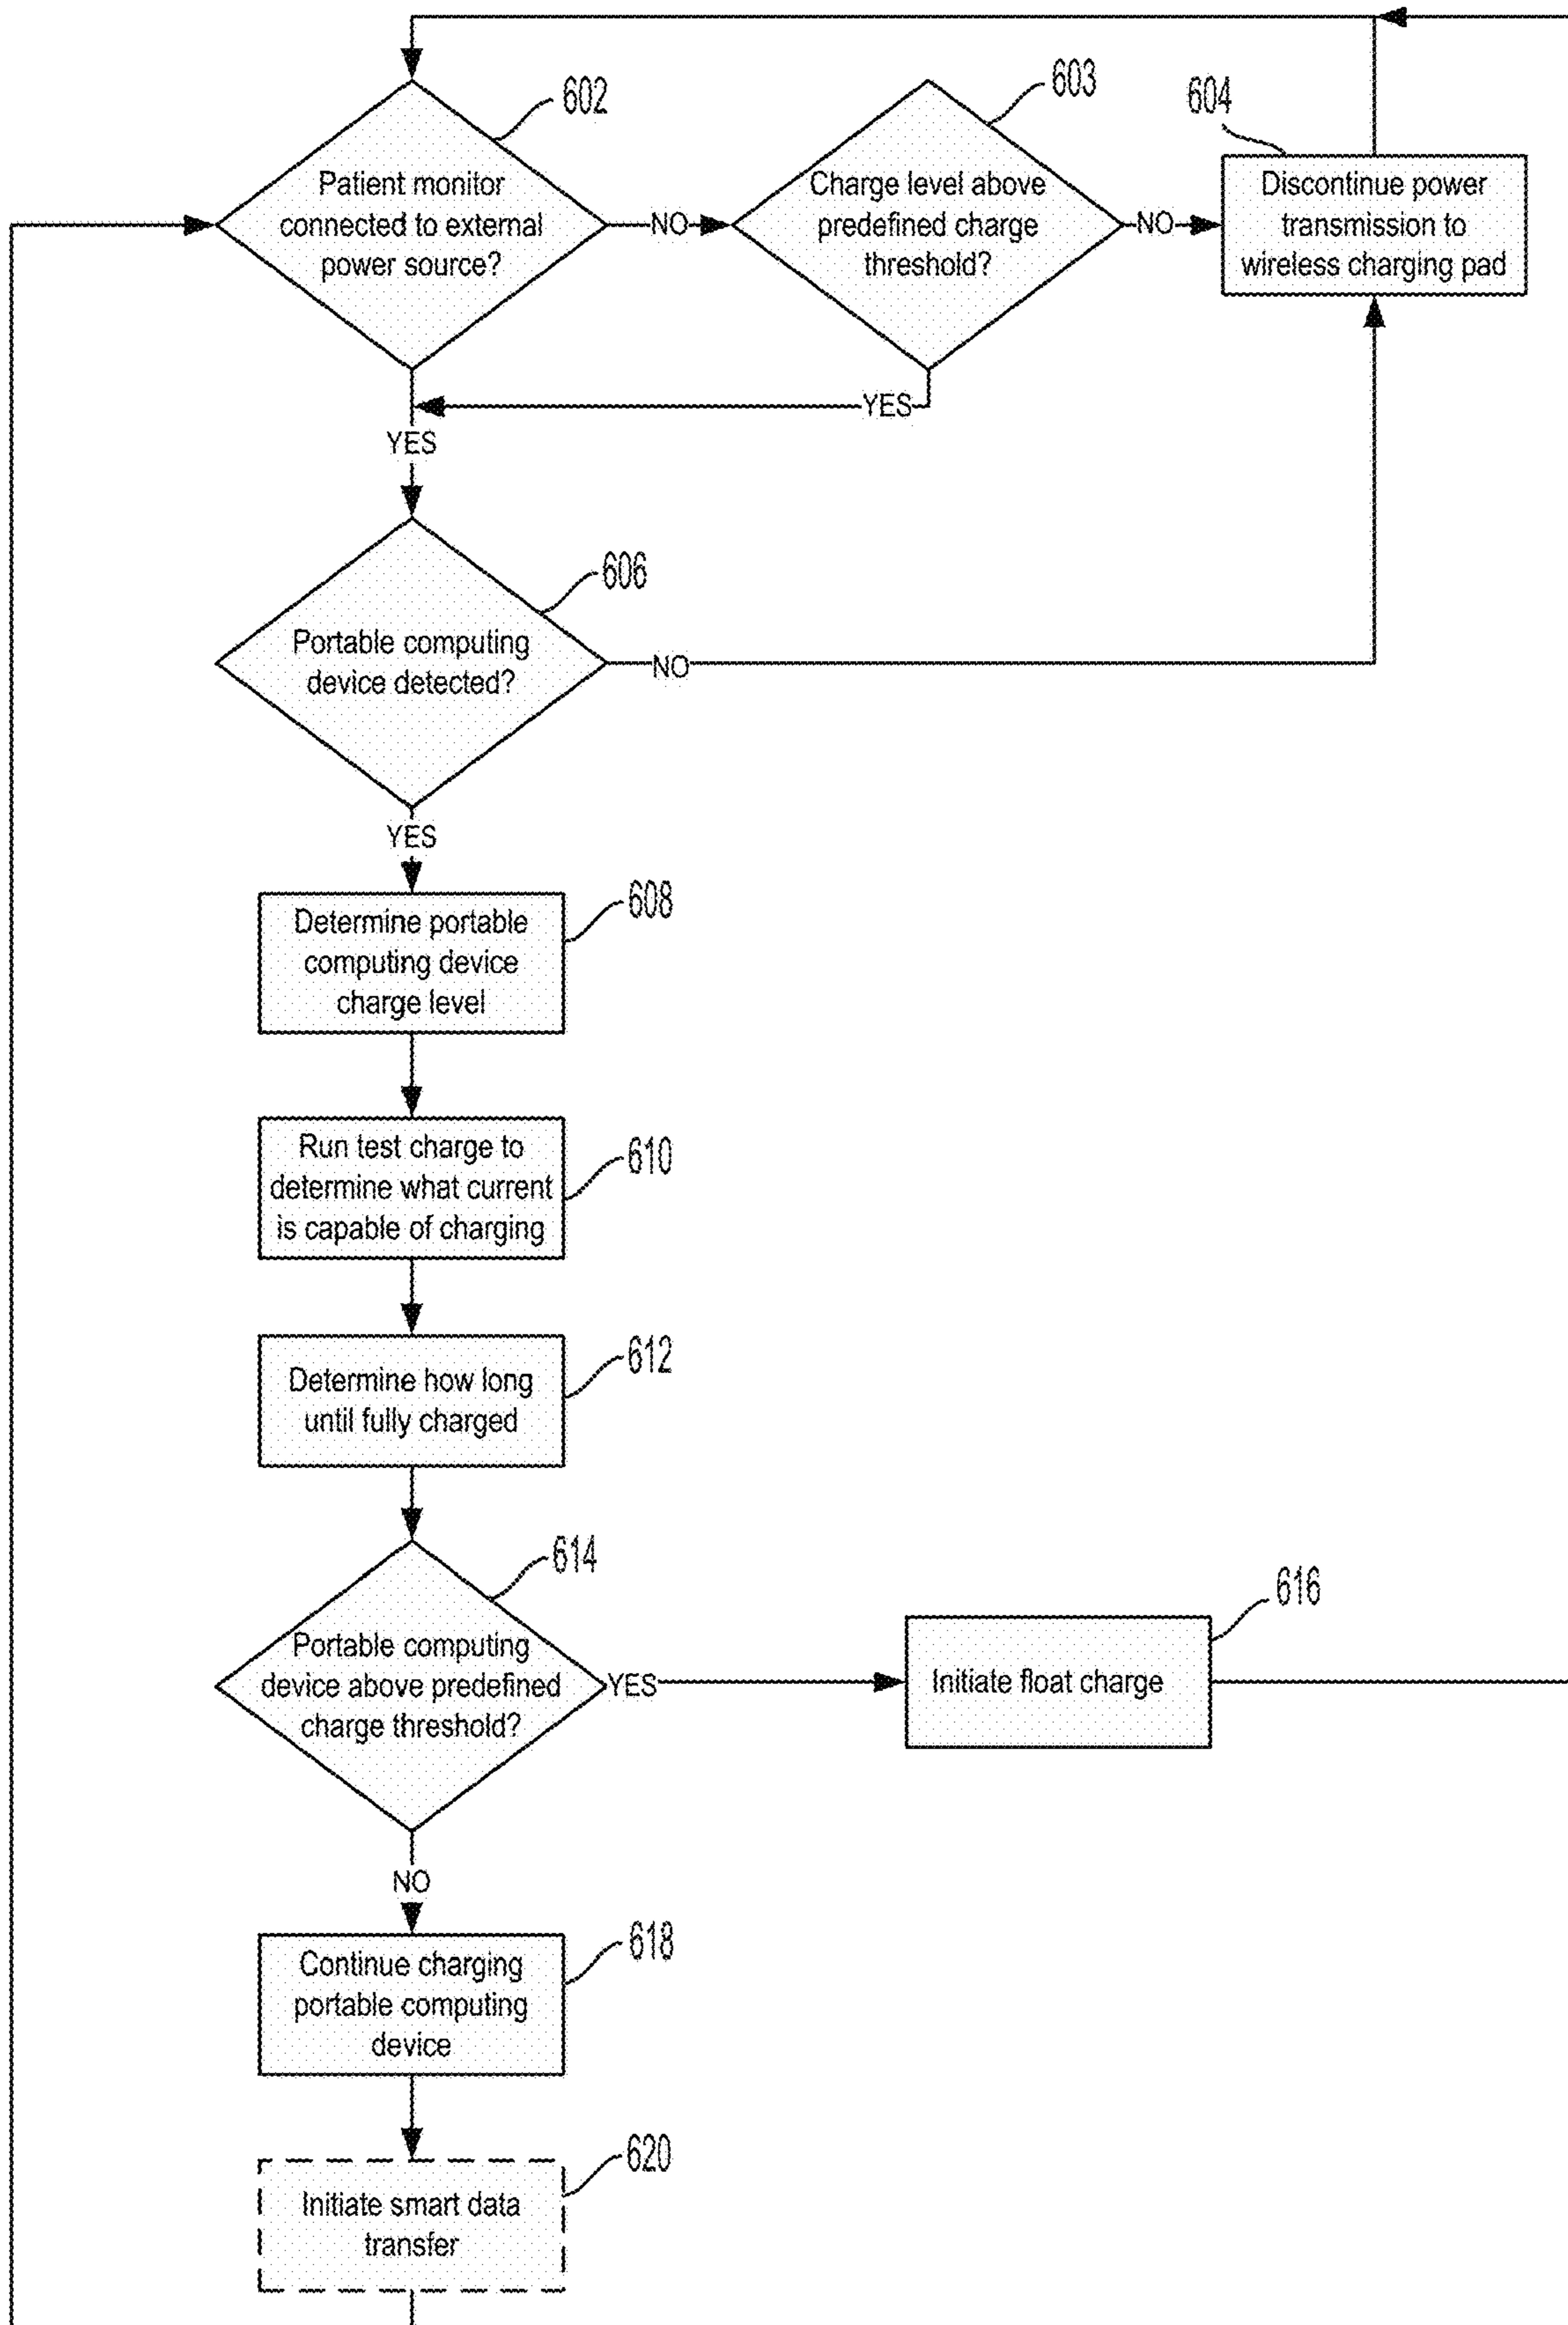 602
Patient monitor
connected to external
power source?
NO
603
Charge level above
predefined charge
threshold?
NO
604
Discontinue power
transmission to
wireless charging pad
YES
YES
606
Portable computing
device detected?
NO
YES
608
Determine portable
computing device
charge level
610
Run test charge to
determine what current
is capable of charging
612
Determine how long
until fully charged
614
Portable computing
device above predefined
charge threshold?
YES
616
Initiate float charge
NO
618
Continue charging
portable computing
device
620
Initiate smart data
transfer